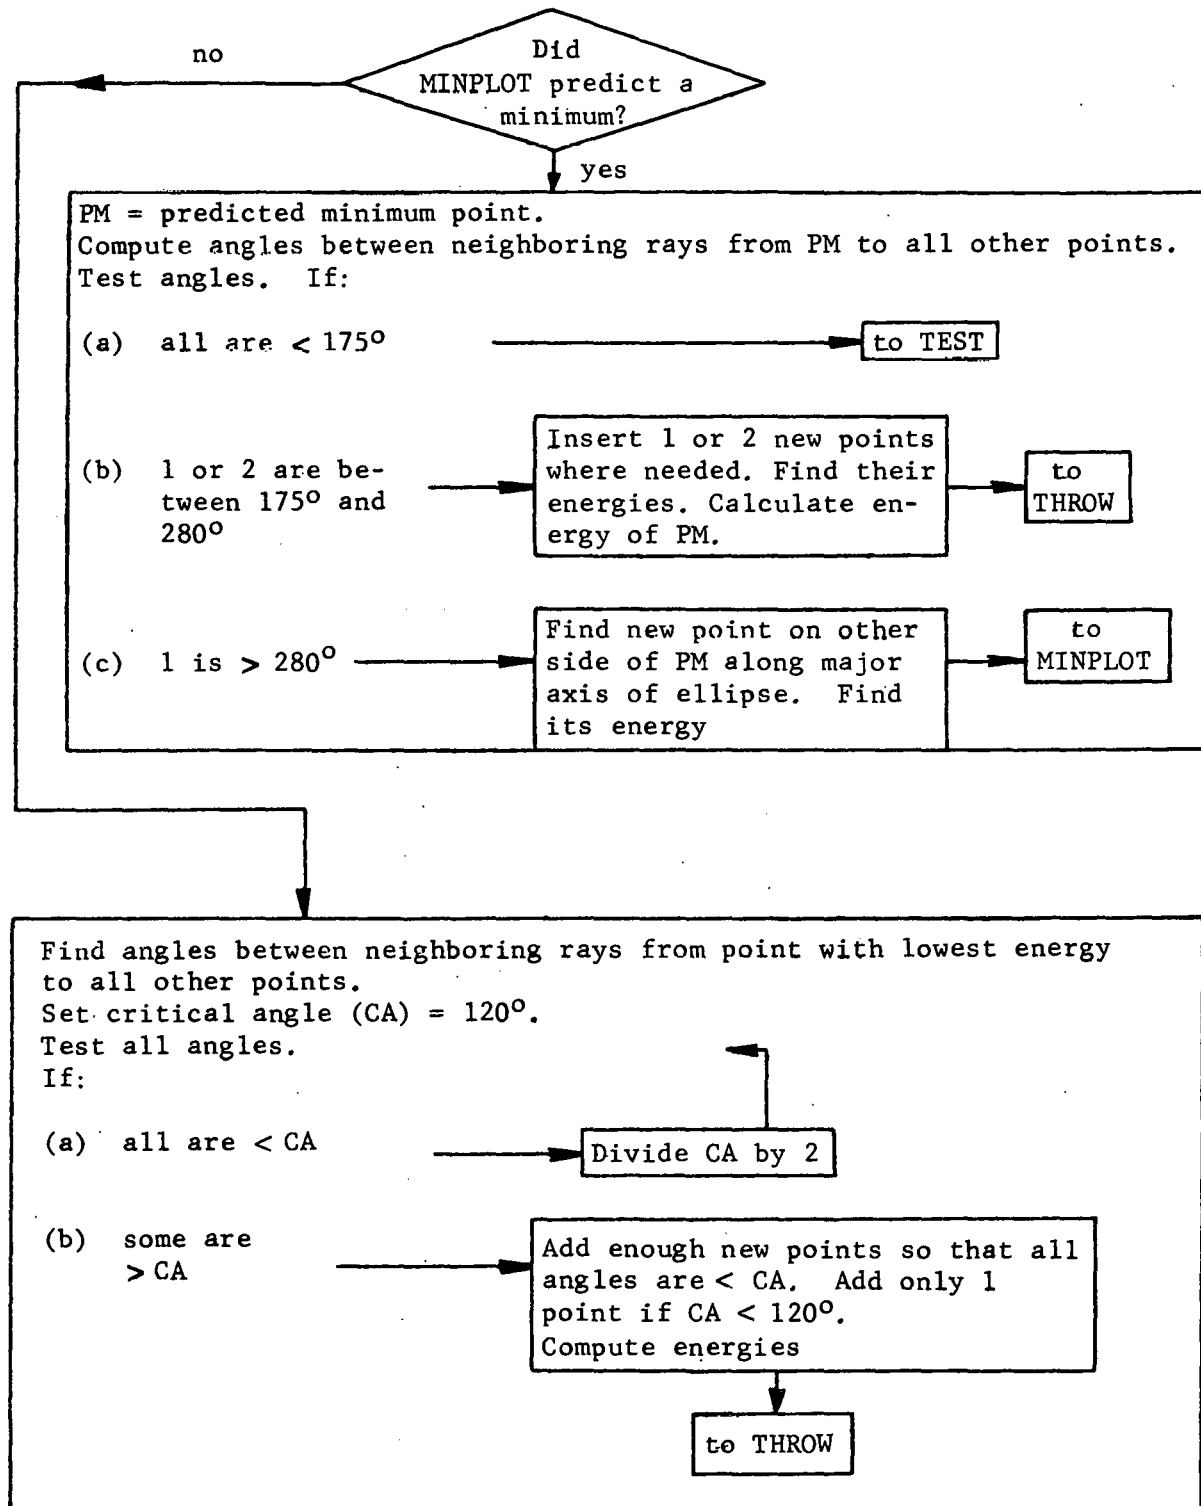 no
Did
MINPLOT predict a
minimum?
yes
PM = predicted minimum point.
Compute angles between neighboring rays from PM to all other points.
Test angles. If:
(a) all are < 175°
to TEST
(b) 1 or 2 are be-
tween 175° and
280°
Insert 1 or 2 new points
where needed. Find their
energies. Calculate en-
ergy of PM.
to
THROW
(c) 1 is > 280°
Find new point on other
side of PM along major
axis of ellipse. Find
its energy
to
MINPLOT
Find angles between neighboring rays from point with lowest energy
to all other points.
Set critical angle (CA) = 120°.
Test all angles.
If:
(a) all are < CA
Divide CA by 2
(b) some are
> CA
Add enough new points so that all
angles are < CA. Add only 1
point if CA < 120°.
Compute energies
to THROW